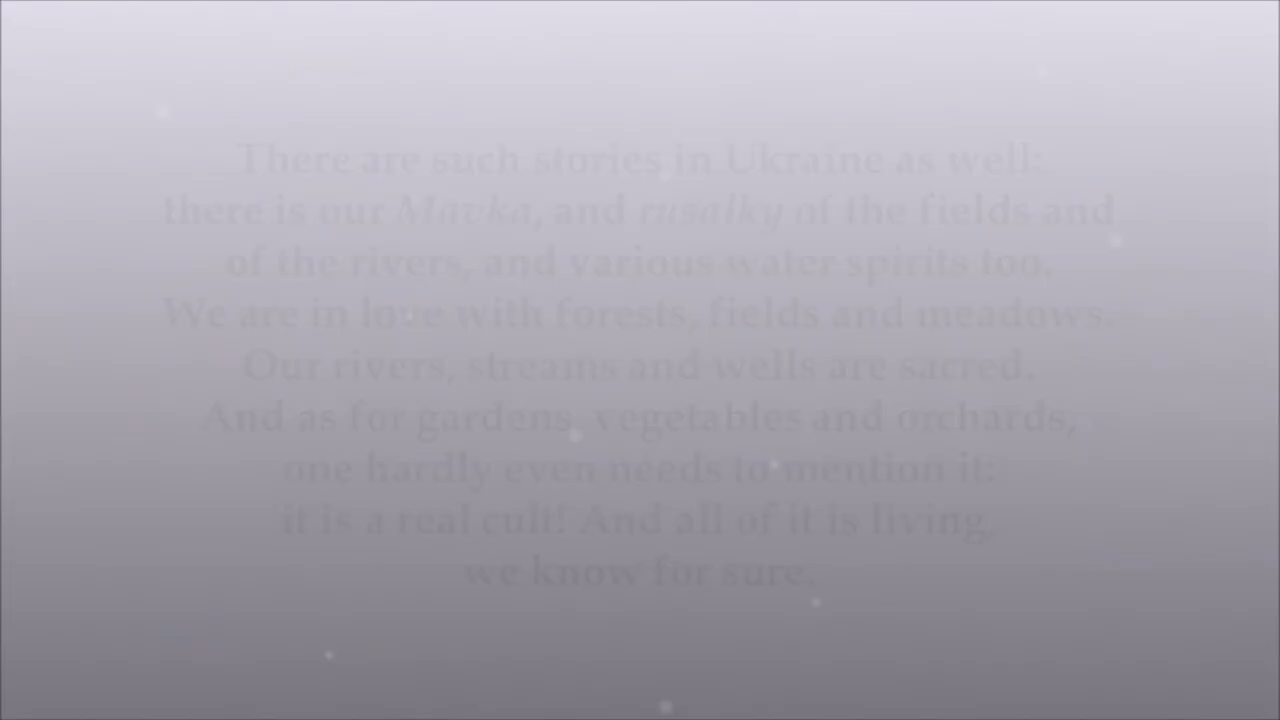 There are such stories in Ukraine as well:
there is our Mavka, and rusalky of the fields and
of the rivers, and various water spirits too.
We are in love with forests, fields and meadows.
Our rivers, streams and wells are sacred.
And as for gardens, vegetables and orchards,
one hardly even needs to mention it:
it is a real cult! And all of it is living,
we know for sure.